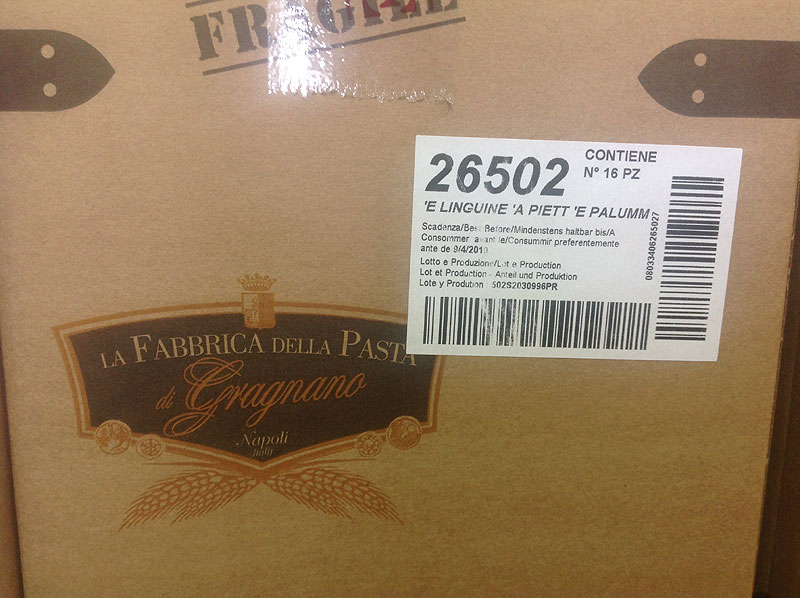 FRAGILE
26502
CONTIENE
N° 16 PZ
'E LINGUINE 'A PIETT 'E PALUMM
Scadenza/Best Before/Mindenstens haltbar bis/A
Consommer avant le/Consummir preferentemente
ante de 9/4/2019
Lotto e Produzione/Lot e Production
Lot et Production - Anteil und Produktion
Lote y Prodution 502S2030996PR
08033406265027
LA FABBRICA DELLA PASTA
di Gragnano
Napoli
Italy